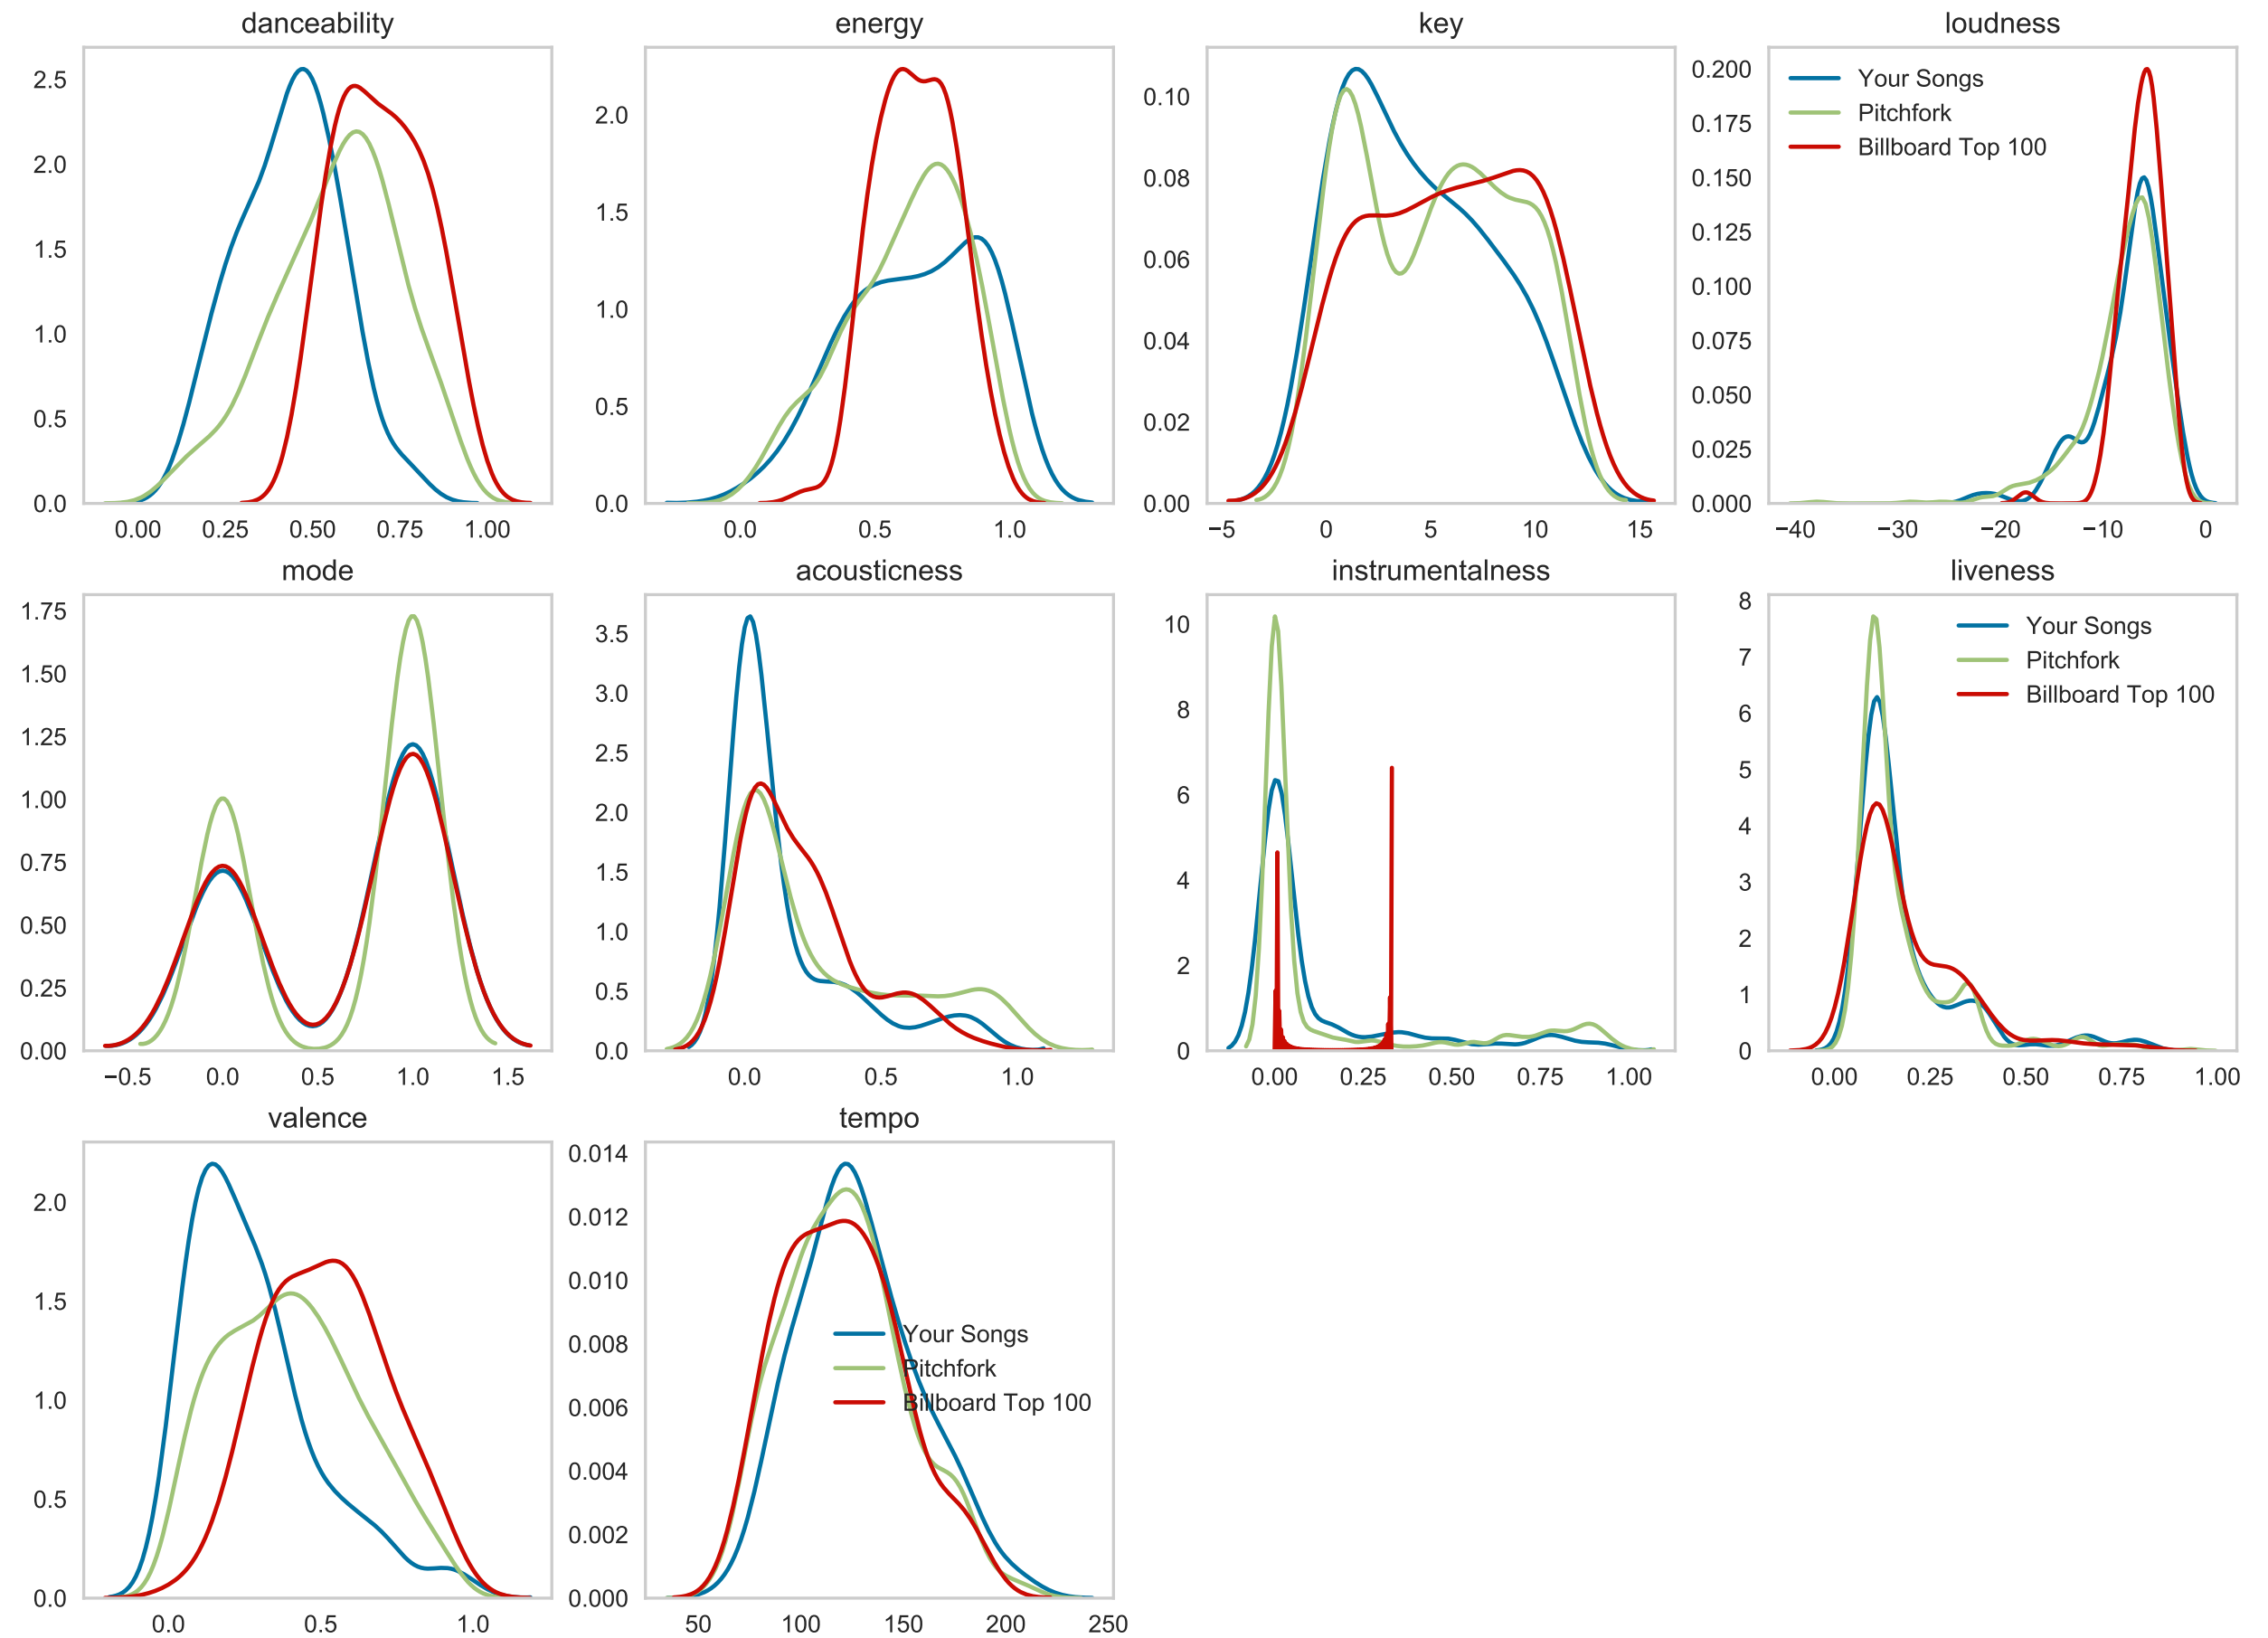 danceability
energy
key
loudness
2.5
2.0
1.5
1.0
0.5
0.0
0.00 0.25 0.50 0.75 1.00
2.0
1.5
1.0
0.5
0.0
0.0 0.5 1.0
0.10
0.08
0.06
0.04
0.02
0.00
−5 0 5 10 15
0.200
0.175
0.150
0.125
0.100
0.075
0.050
0.025
0.000
−40 −30 −20 −10 0
Your Songs
Pitchfork
Billboard Top 100
mode
acousticness
instrumentalness
liveness
1.75
1.50
1.25
1.00
0.75
0.50
0.25
0.00
−0.5 0.0 0.5 1.0 1.5
3.5
3.0
2.5
2.0
1.5
1.0
0.5
0.0
0.0 0.5 1.0
10
8
6
4
2
0
0.00 0.25 0.50 0.75 1.00
8
7
6
5
4
3
2
1
0
0.00 0.25 0.50 0.75 1.00
Your Songs
Pitchfork
Billboard Top 100
valence
tempo
2.0
1.5
1.0
0.5
0.0
0.0 0.5 1.0
0.014
0.012
0.010
0.008
0.006
0.004
0.002
0.000
50 100 150 200 250
Your Songs
Pitchfork
Billboard Top 100